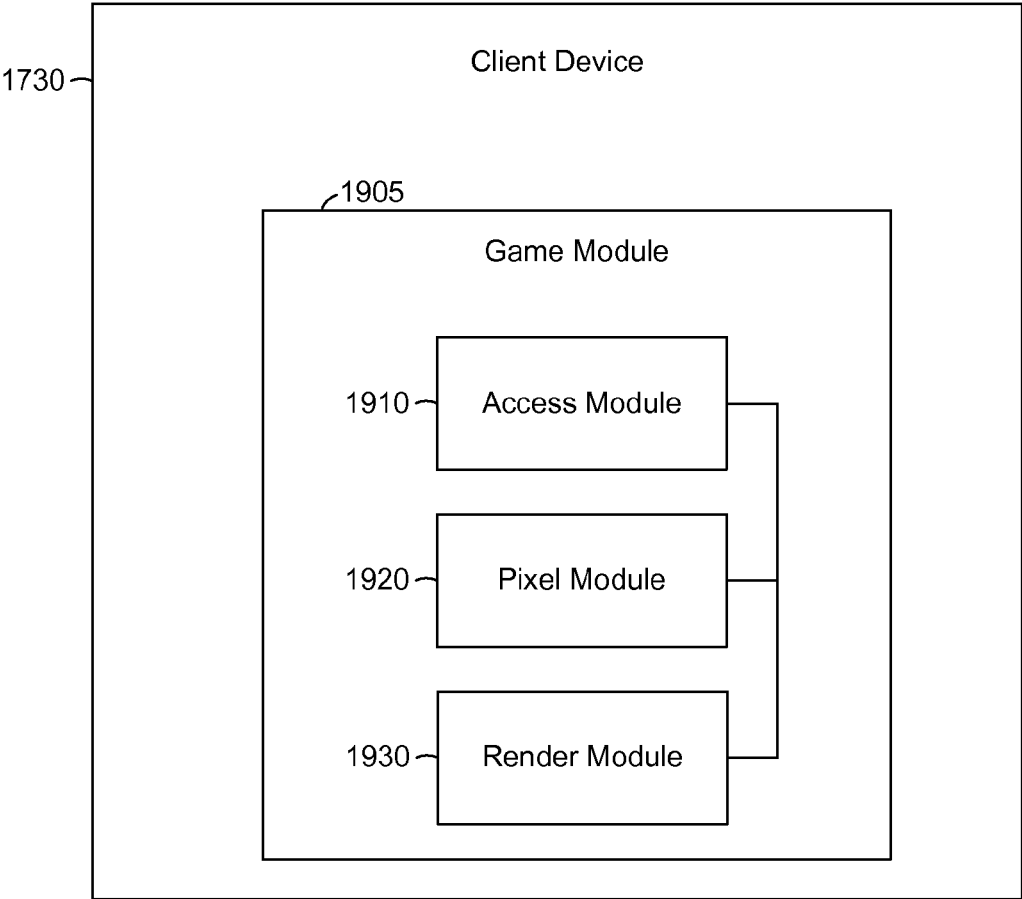 Client Device
1730
1905
Game Module
1910
Access Module
1920
Pixel Module
1930
Render Module